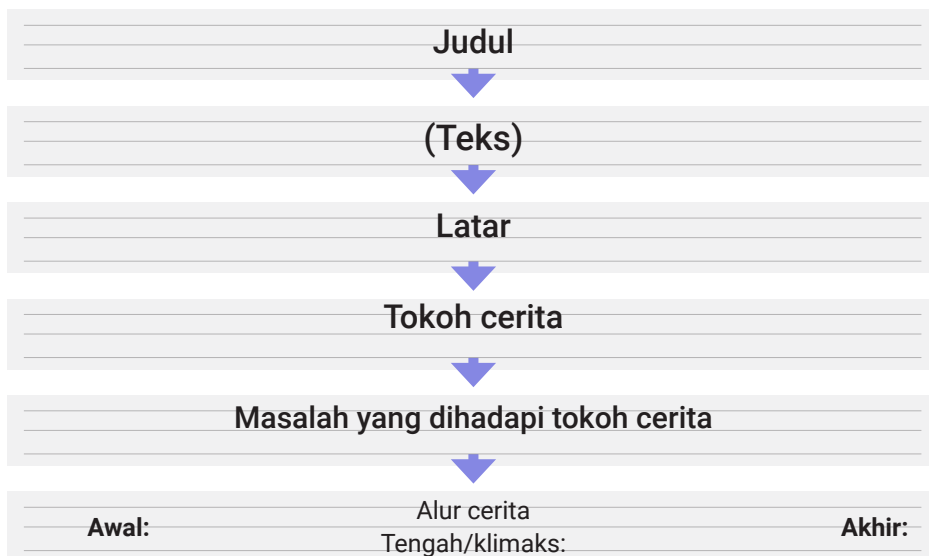 Judul
(Teks)
Latar
Tokoh cerita
Masalah yang dihadapi tokoh cerita
Alur cerita
Awal:
Tengah/klimaks:
Akhir: